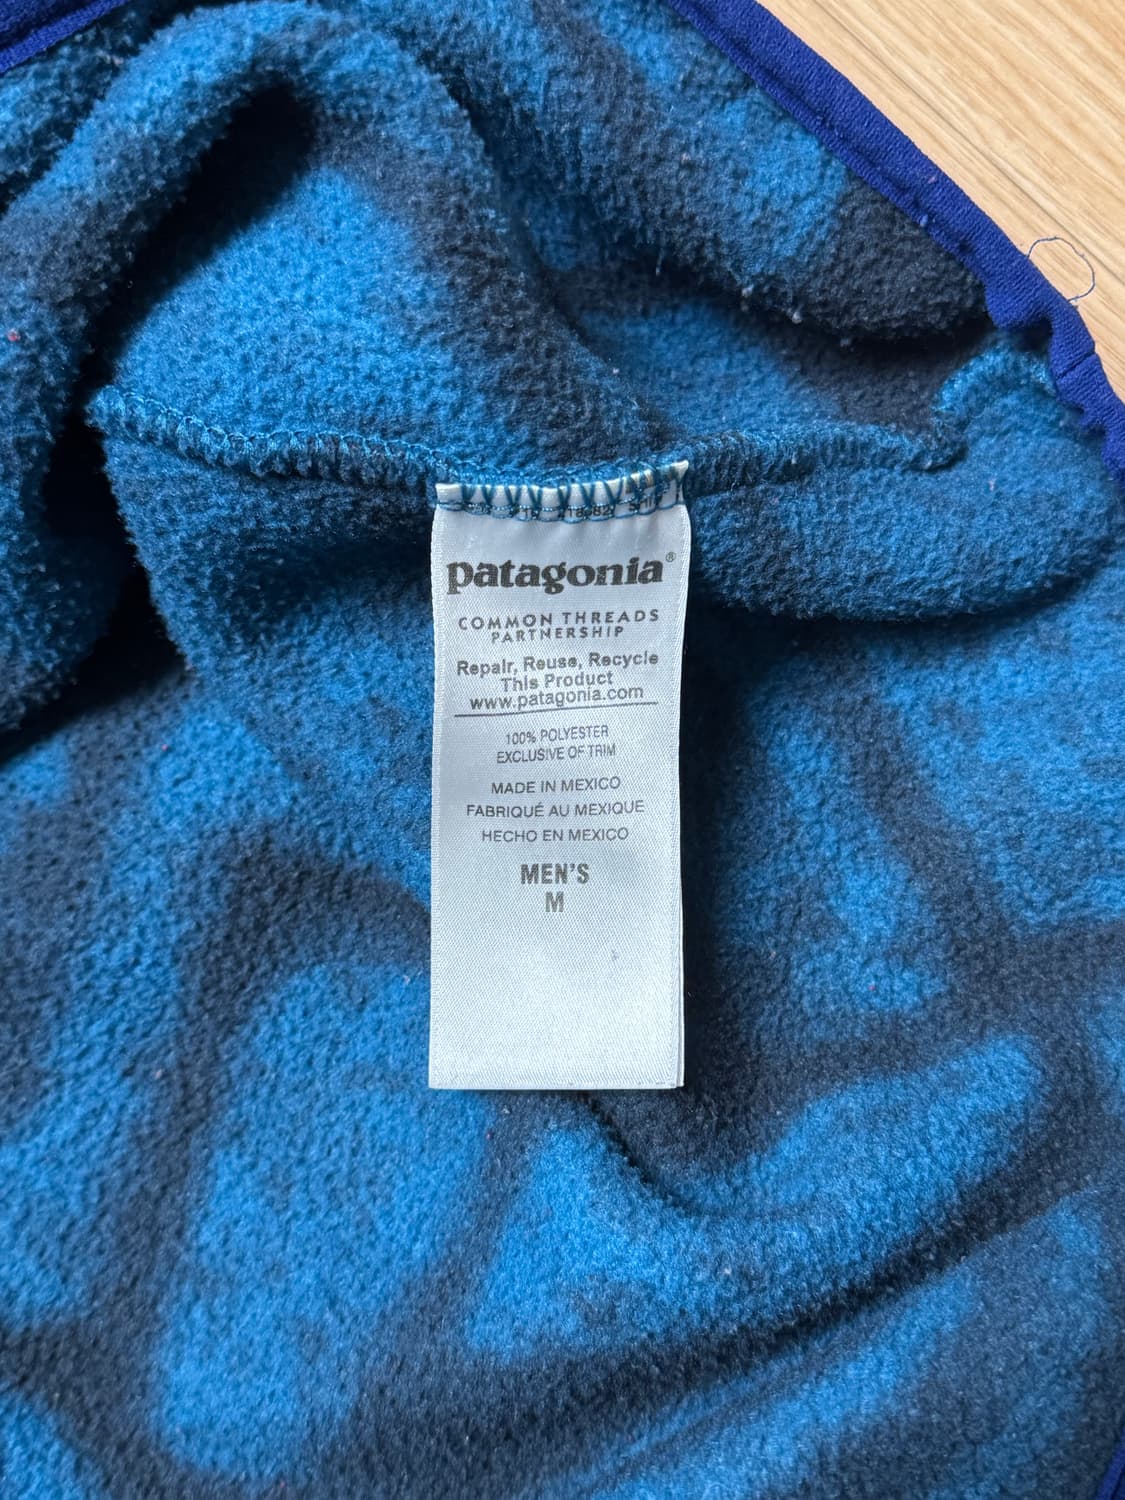 patagonia®
COMMON THREADS
PARTNERSHIP
Repair, Reuse, Recycle
This Product
www.patagonia.com
100% POLYESTER
EXCLUSIVE OF TRIM
MADE IN MEXICO
FABRIQUÉ AU MEXIQUE
HECHO EN MEXICO
MEN'S
M